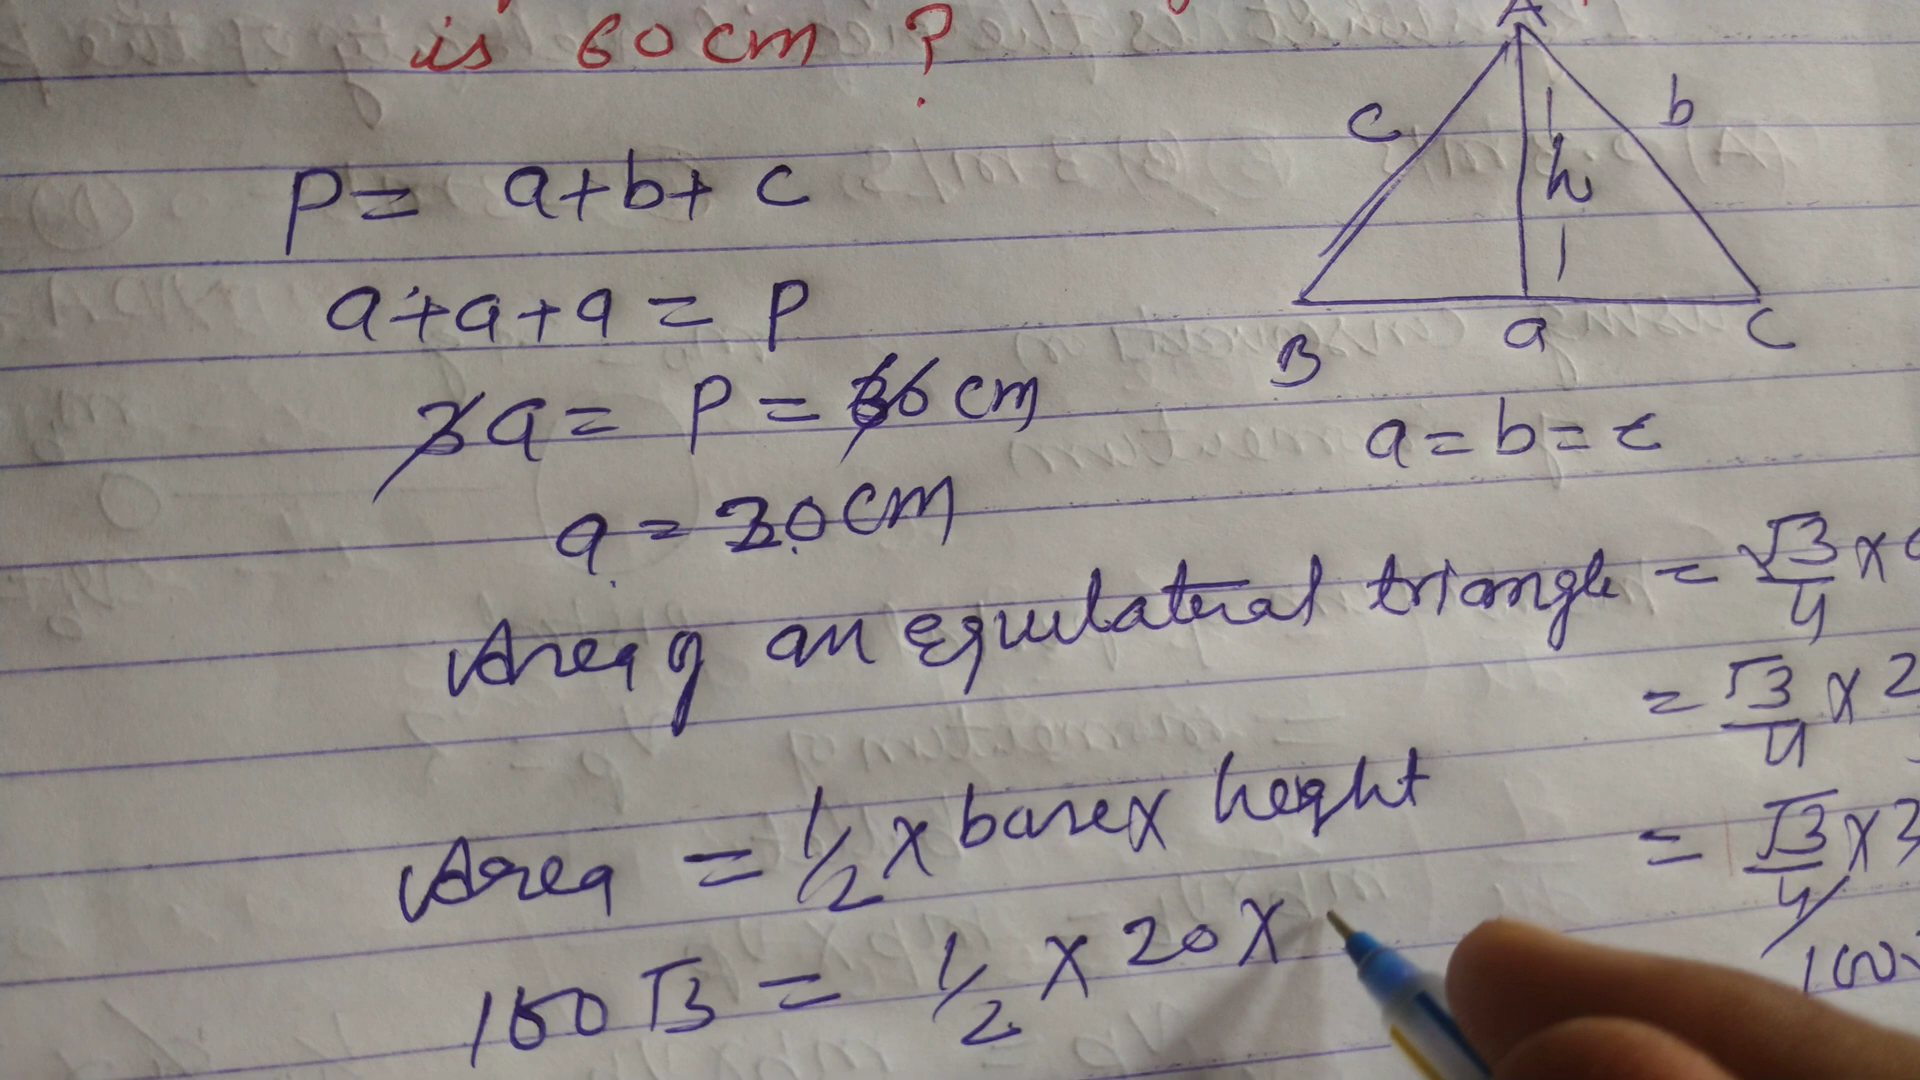 is 60 cm ?
A
c
b
h
B
a
C
a = b = c
P = a + b + c
a + a + a = P
3a = P = 60 cm
a = 20 cm
Area of an equilateral triangle = √3/4 ×
= √3/4 × 2
Area = 1/2 × base × height
= √3/4 ×
100√3 = 1/2 × 20 ×
100